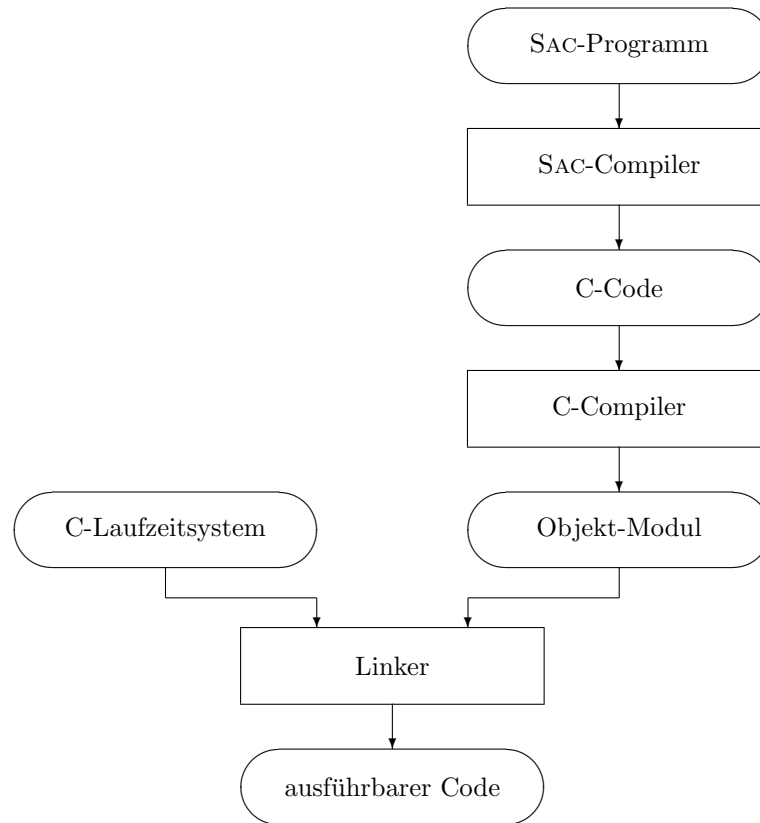 SAC-Programm
SAC-Compiler
C-Code
C-Compiler
C-Laufzeitsystem
Objekt-Modul
Linker
ausführbarer Code